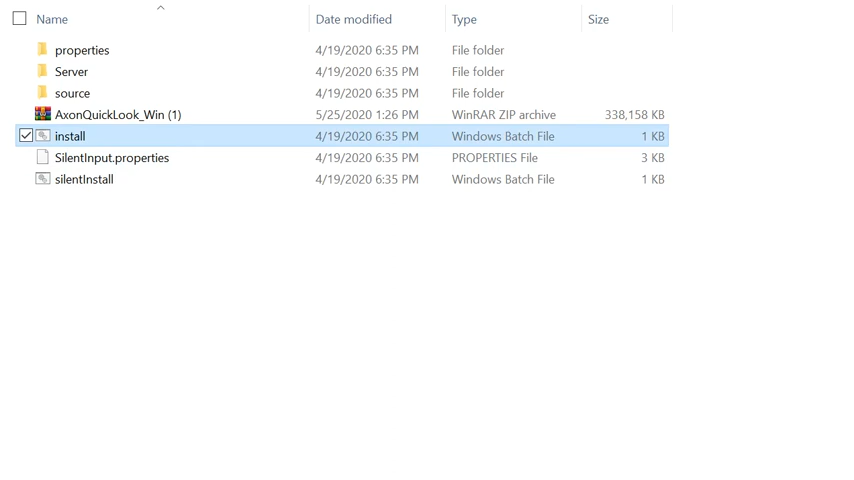 Name Date modified Type Size
properties 4/19/2020 6:35 PM File folder
Server 4/19/2020 6:35 PM File folder
source 4/19/2020 6:35 PM File folder
AxonQuickLook_Win (1) 5/25/2020 1:26 PM WinRAR ZIP archive 338,158 KB
install 4/19/2020 6:35 PM Windows Batch File 1 KB
SilentInput.properties 4/19/2020 6:35 PM PROPERTIES File 3 KB
silentInstall 4/19/2020 6:35 PM Windows Batch File 1 KB